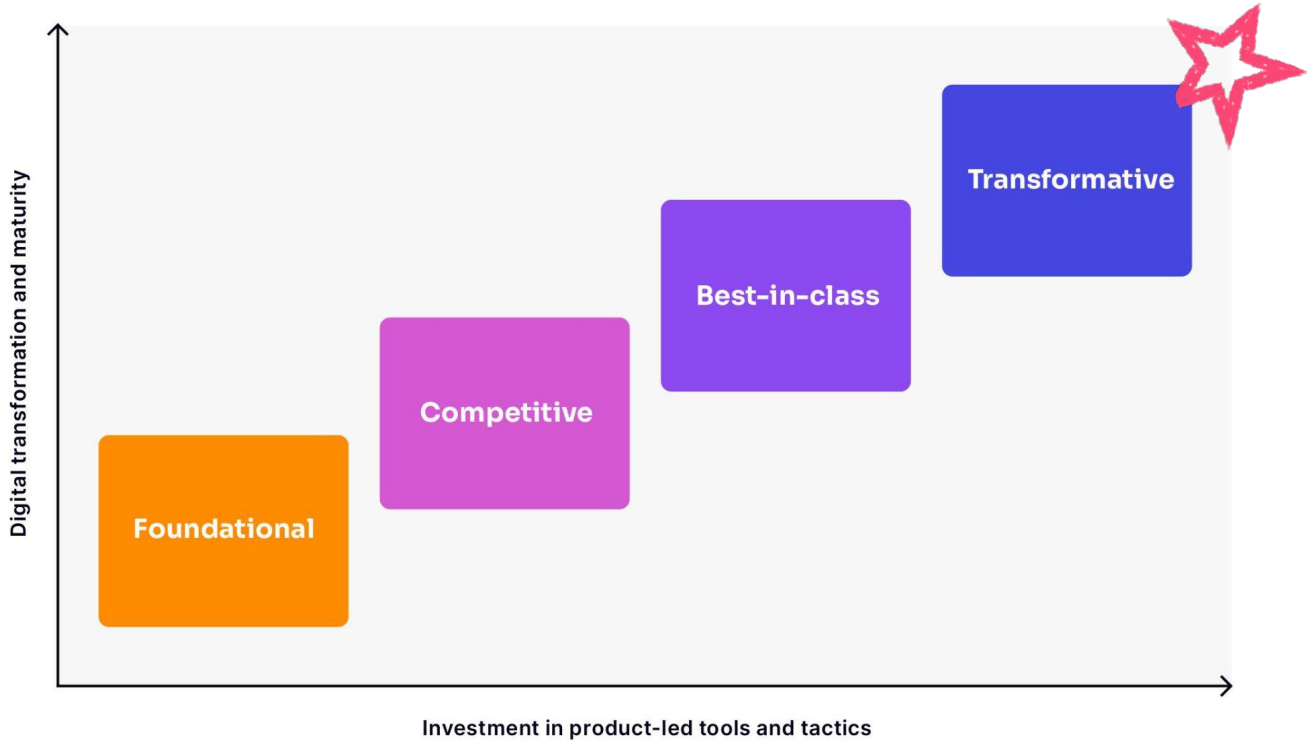 Digital transformation and maturity
Transformative
Best-in-class
Competitive
Foundational
Investment in product-led tools and tactics